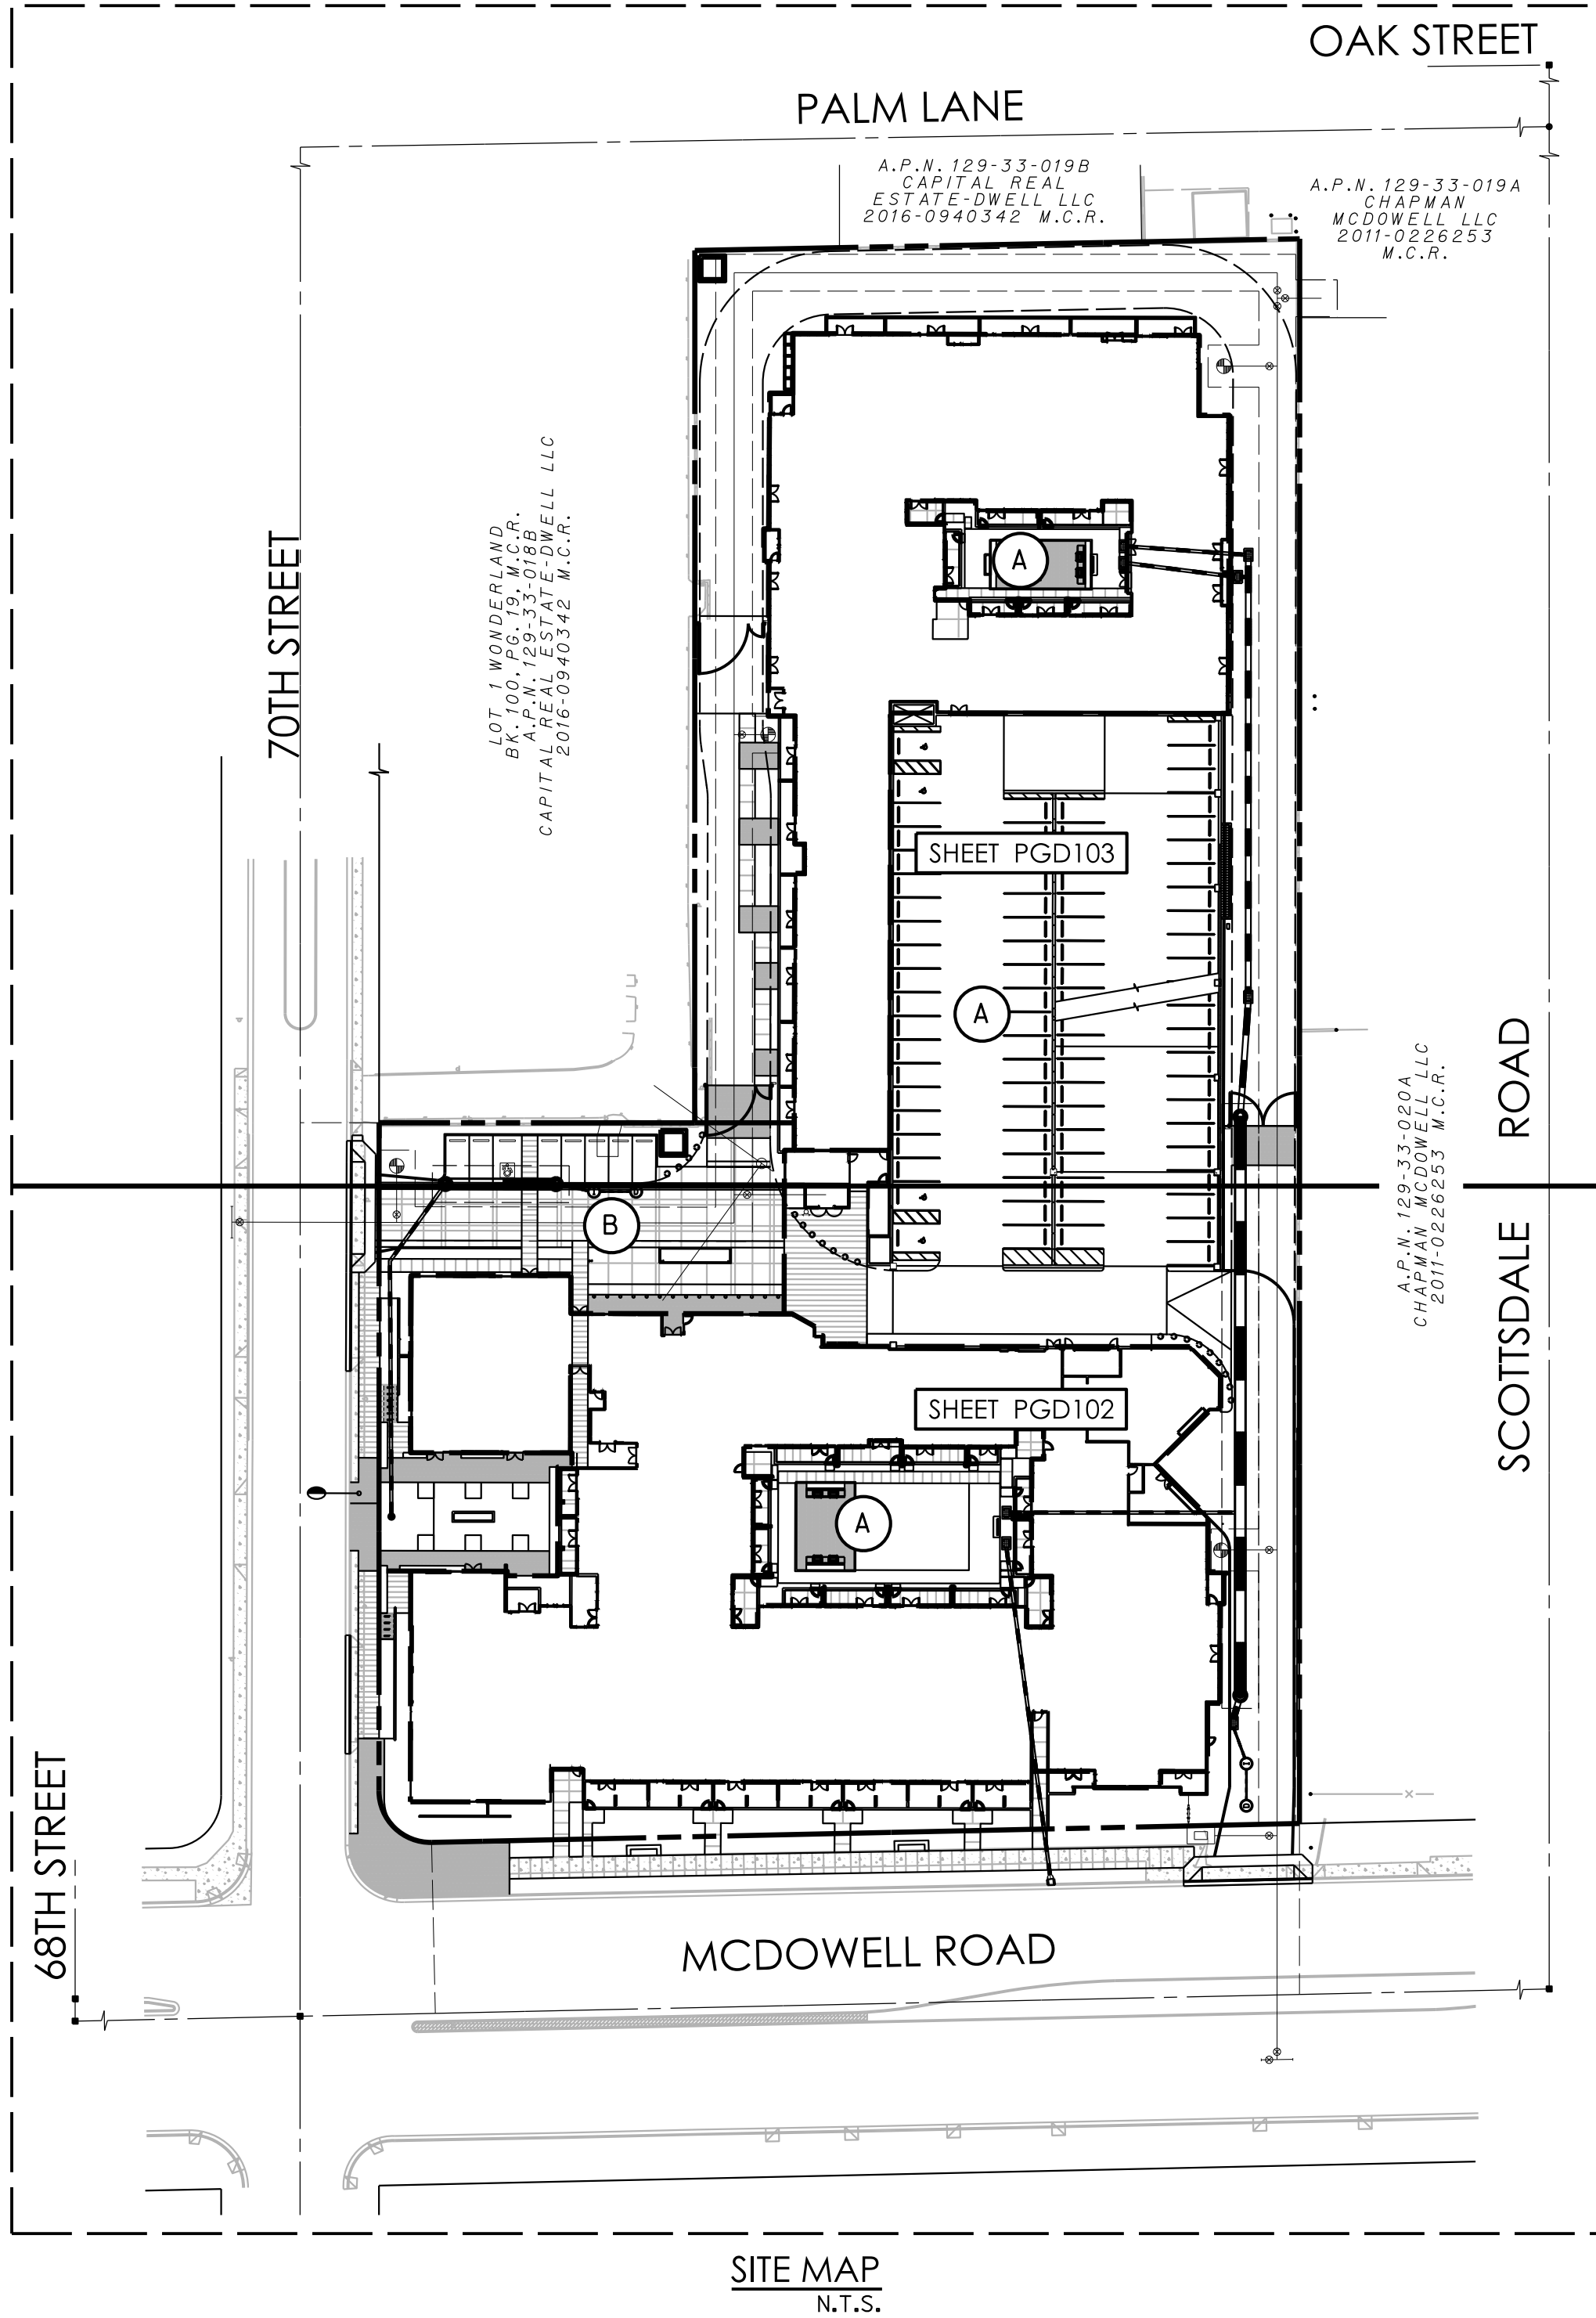 OAK STREET
PALM LANE
A.P.N. 129-33-019B
CAPITAL REAL
ESTATE-DWELL LLC
2016-0940342 M.C.R.
A.P.N. 129-33-019A
CHAPMAN
MCDOWELL LLC
2011-0226253
M.C.R.
70TH STREET
LOT 1 WONDERLAND
BK. 100, PG. 19, M.C.R.
A.P.N. 129-33-018B
CAPITAL REAL ESTATE-DWELL LLC
2016-0940342 M.C.R.
A
SHEET PGD103
A
SCOTTSDALE ROAD
A.P.N. 129-33-020A
CHAPMAN MCDOWELL LLC
2011-0226253 M.C.R.
B
SHEET PGD102
A
68TH STREET
MCDOWELL ROAD
SITE MAP
N.T.S.